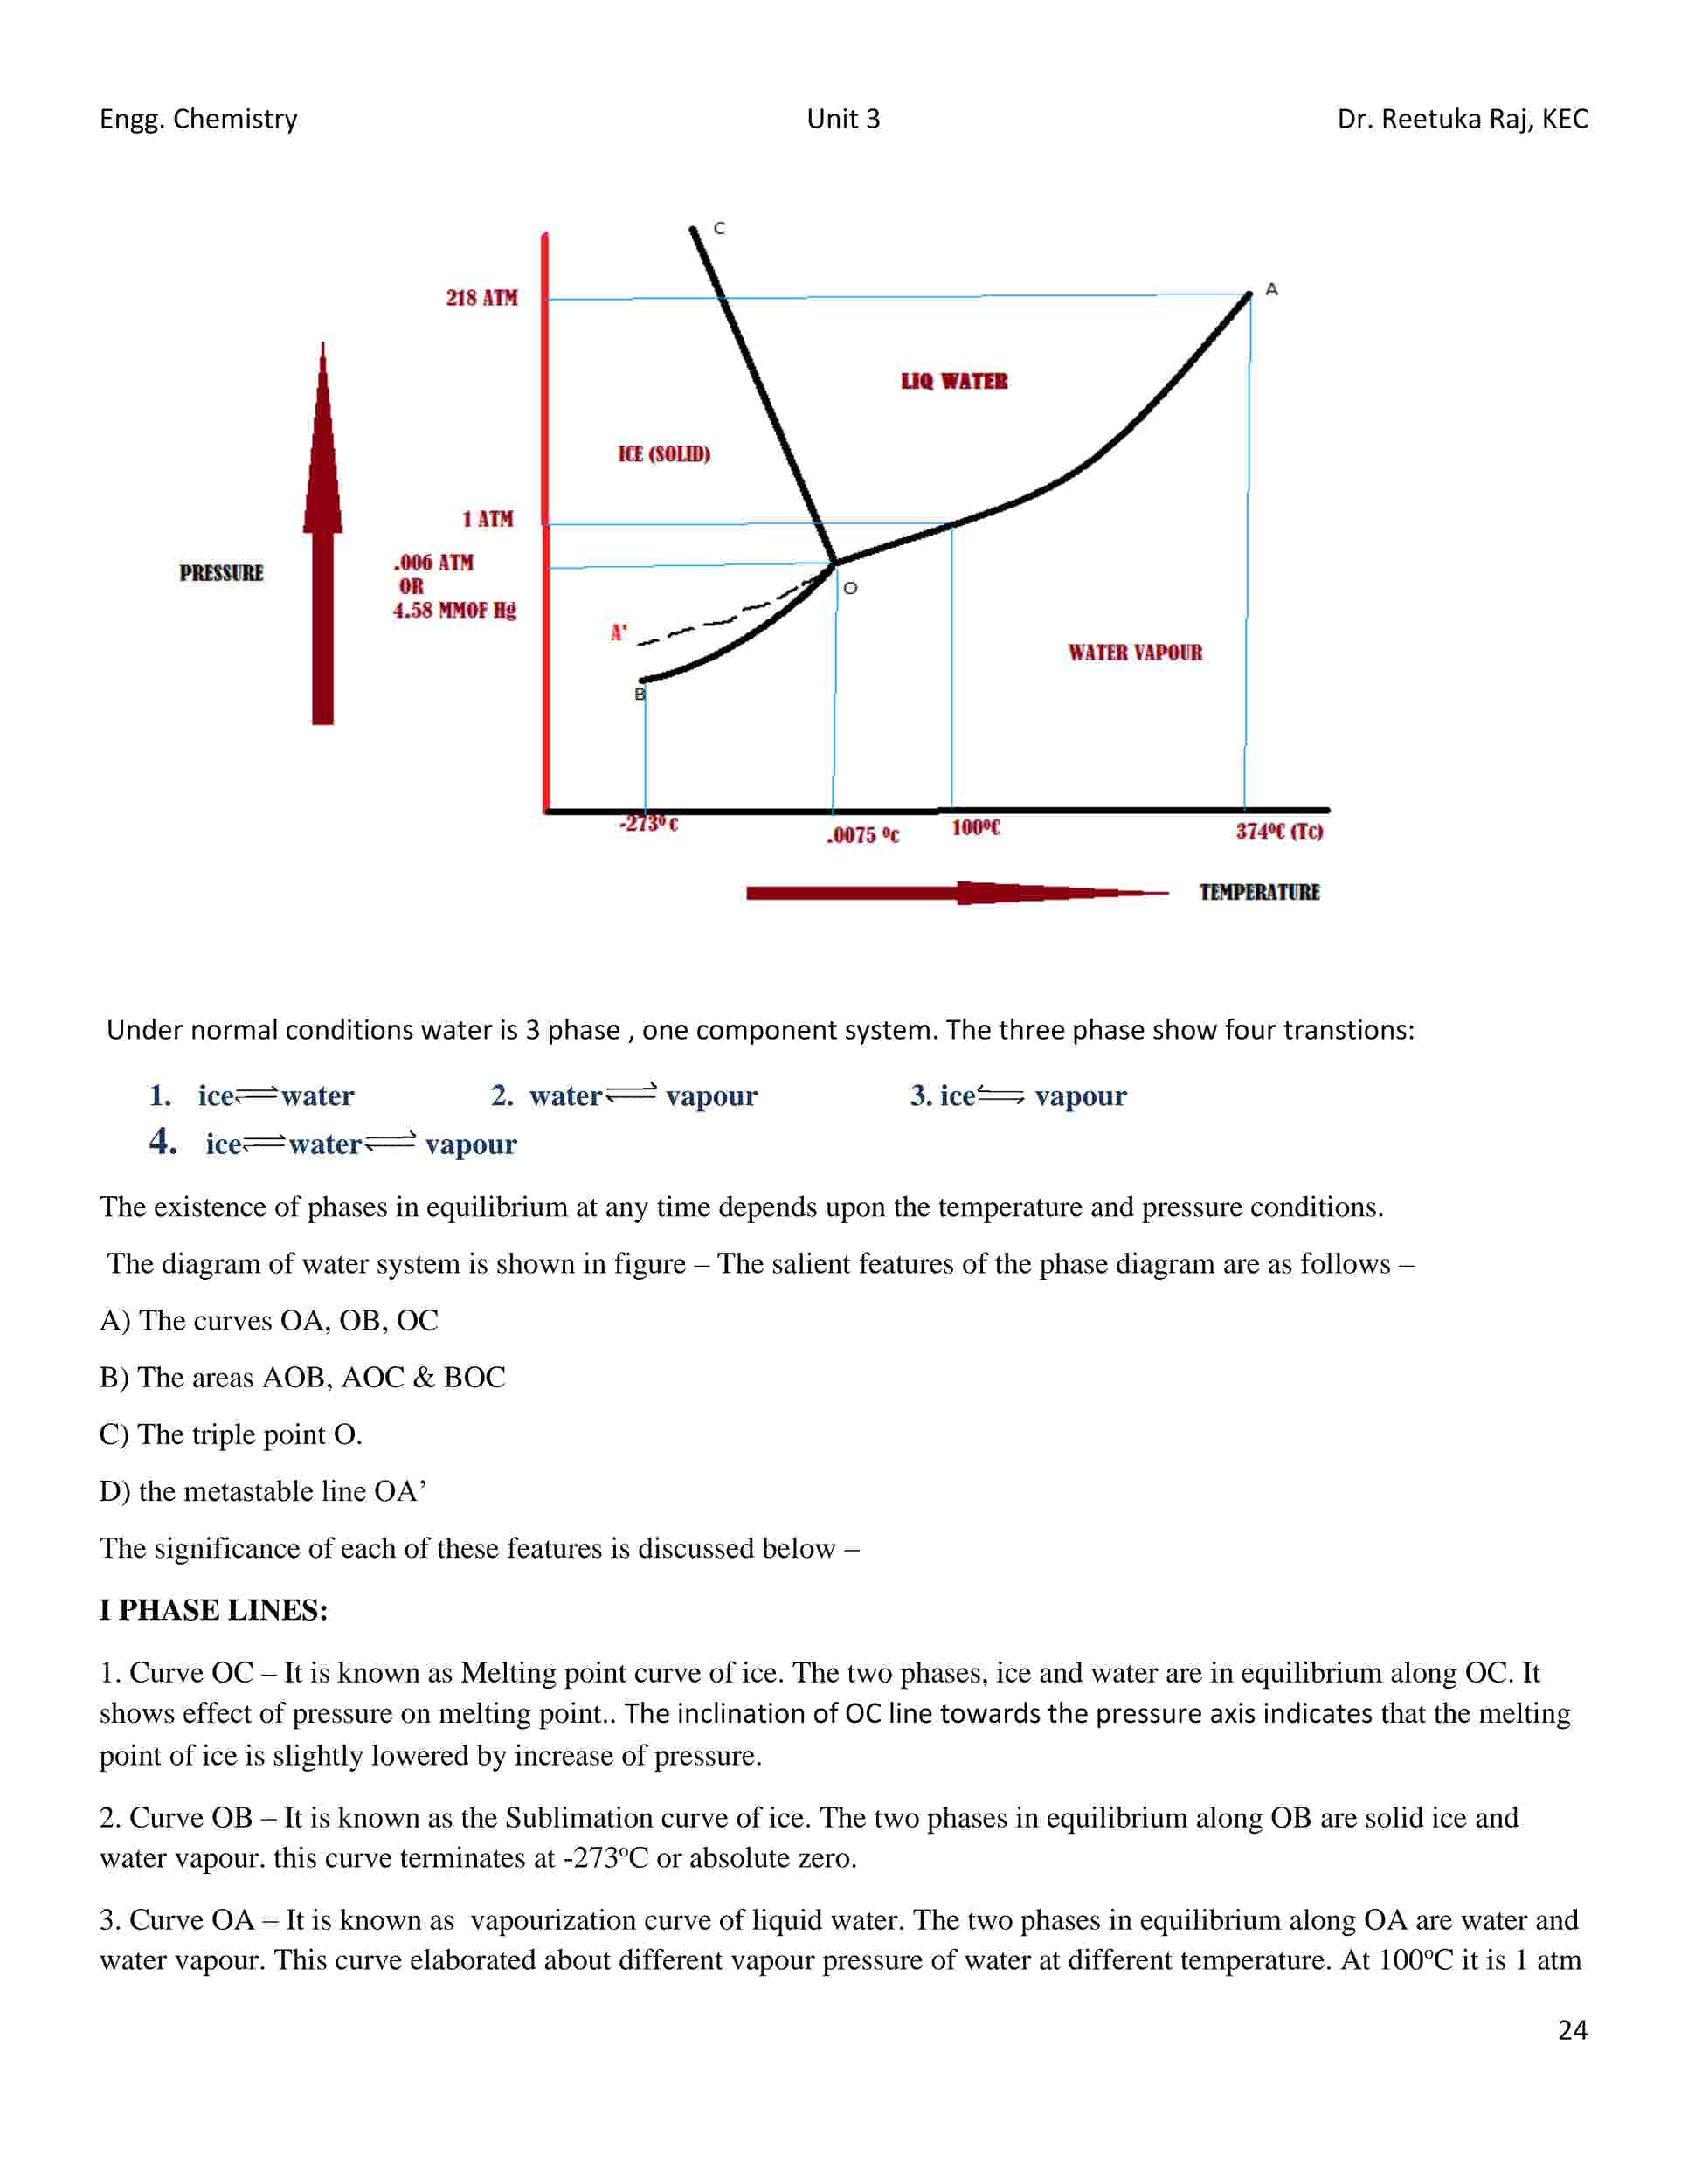 Engg. Chemistry Unit 3 Dr. Reetuka Raj, KEC
C
218 ATM
A
LIQ WATER
ICE (SOLID)
1 ATM
PRESSURE
.006 ATM
OR
4.58 MMOF Hg
O
A'
B
WATER VAPOUR
-273⁰ c
.0075 ⁰c
100⁰C
374⁰C (Tc)
TEMPERATURE
Under normal conditions water is 3 phase , one component system. The three phase show four transtions:
1. ice⇌water 2. water⇌ vapour 3. ice⇌ vapour
4. ice⇌water⇌ vapour
The existence of phases in equilibrium at any time depends upon the temperature and pressure conditions.
The diagram of water system is shown in figure – The salient features of the phase diagram are as follows –
A) The curves OA, OB, OC
B) The areas AOB, AOC & BOC
C) The triple point O.
D) the metastable line OA’
The significance of each of these features is discussed below –
I PHASE LINES:
1. Curve OC – It is known as Melting point curve of ice. The two phases, ice and water are in equilibrium along OC. It
shows effect of pressure on melting point.. The inclination of OC line towards the pressure axis indicates that the melting
point of ice is slightly lowered by increase of pressure.
2. Curve OB – It is known as the Sublimation curve of ice. The two phases in equilibrium along OB are solid ice and
water vapour. this curve terminates at -273ºC or absolute zero.
3. Curve OA – It is known as vapourization curve of liquid water. The two phases in equilibrium along OA are water and
water vapour. This curve elaborated about different vapour pressure of water at different temperature. At 100ºC it is 1 atm
24